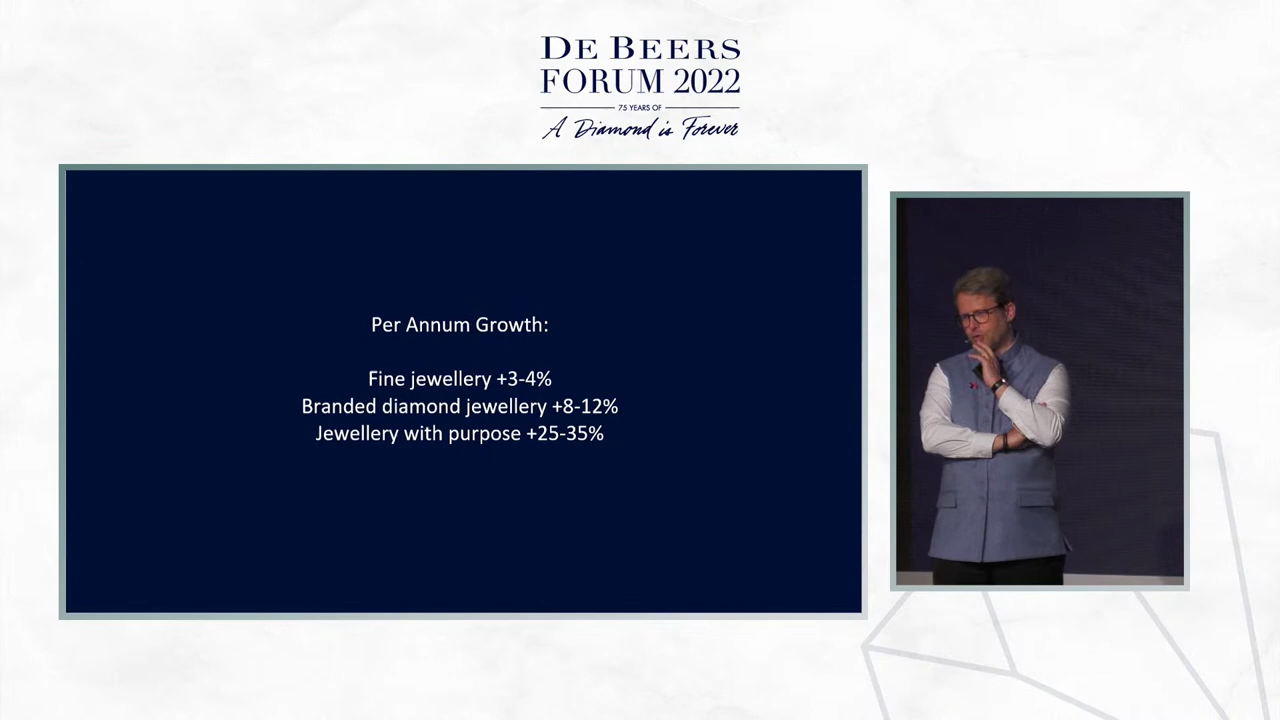 DE BEERS
FORUM 2022
75 YEARS OF
A Diamond is Forever
Per Annum Growth:
Fine jewellery +3-4%
Branded diamond jewellery +8-12%
Jewellery with purpose +25-35%